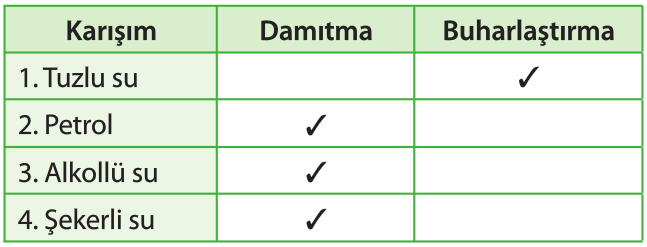 Karışım Damıtma Buharlaştırma
1. Tuzlu su ✓
2. Petrol ✓
3. Alkollü su ✓
4. Şekerli su ✓